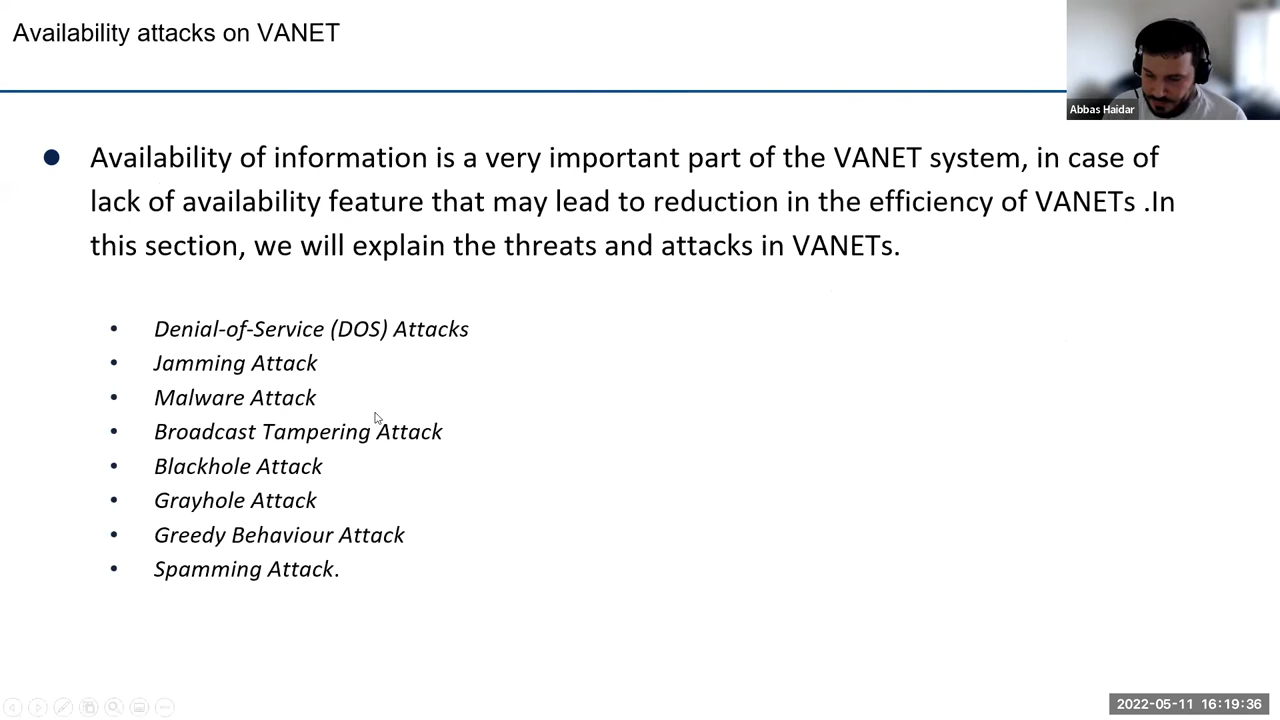 Availability attacks on VANET
Abbas Haidar
● Availability of information is a very important part of the VANET system, in case of
lack of availability feature that may lead to reduction in the efficiency of VANETs .In
this section, we will explain the threats and attacks in VANETs.
• Denial-of-Service (DOS) Attacks
• Jamming Attack
• Malware Attack
• Broadcast Tampering Attack
• Blackhole Attack
• Grayhole Attack
• Greedy Behaviour Attack
• Spamming Attack.
2022-05-11 16:19:36